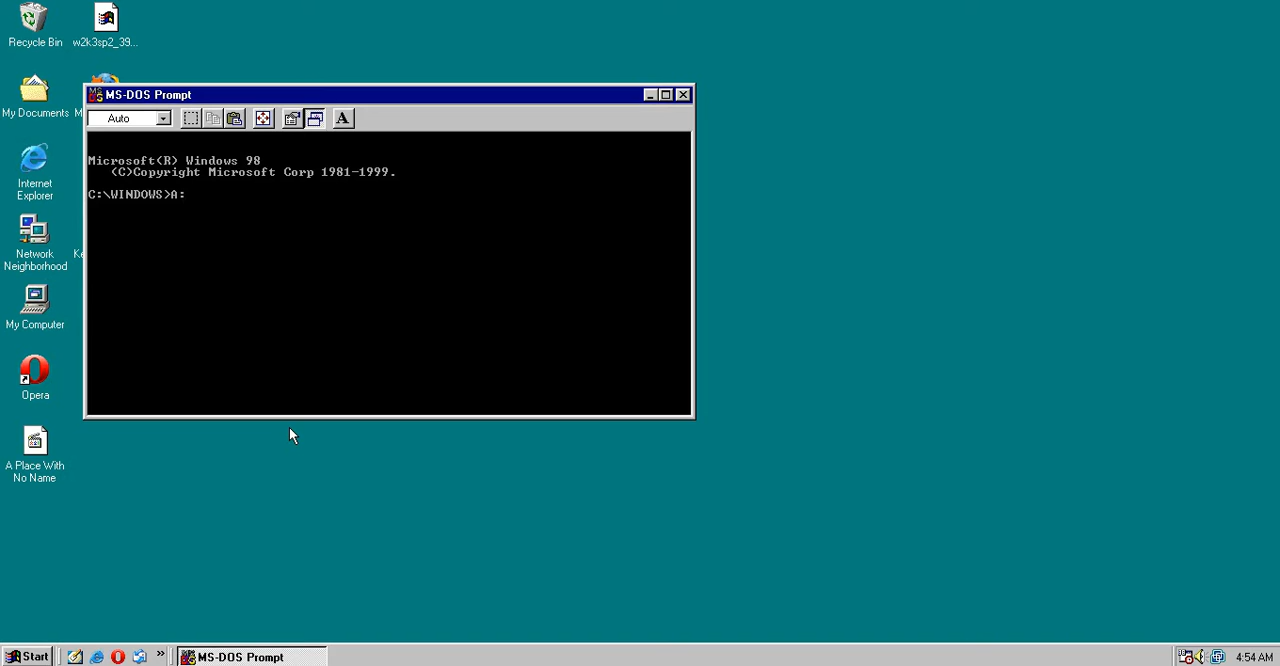 Recycle Bin
w2k3sp2_39...
My Documents
M
MS-DOS Prompt
Auto
A
Microsoft(R) Windows 98
(C)Copyright Microsoft Corp 1981-1999.
C:\WINDOWS>A:
Internet
Explorer
Network
Neighborhood
Ke
My Computer
Opera
A Place With
No Name
Start
»
MS-DOS Prompt
4:54 AM